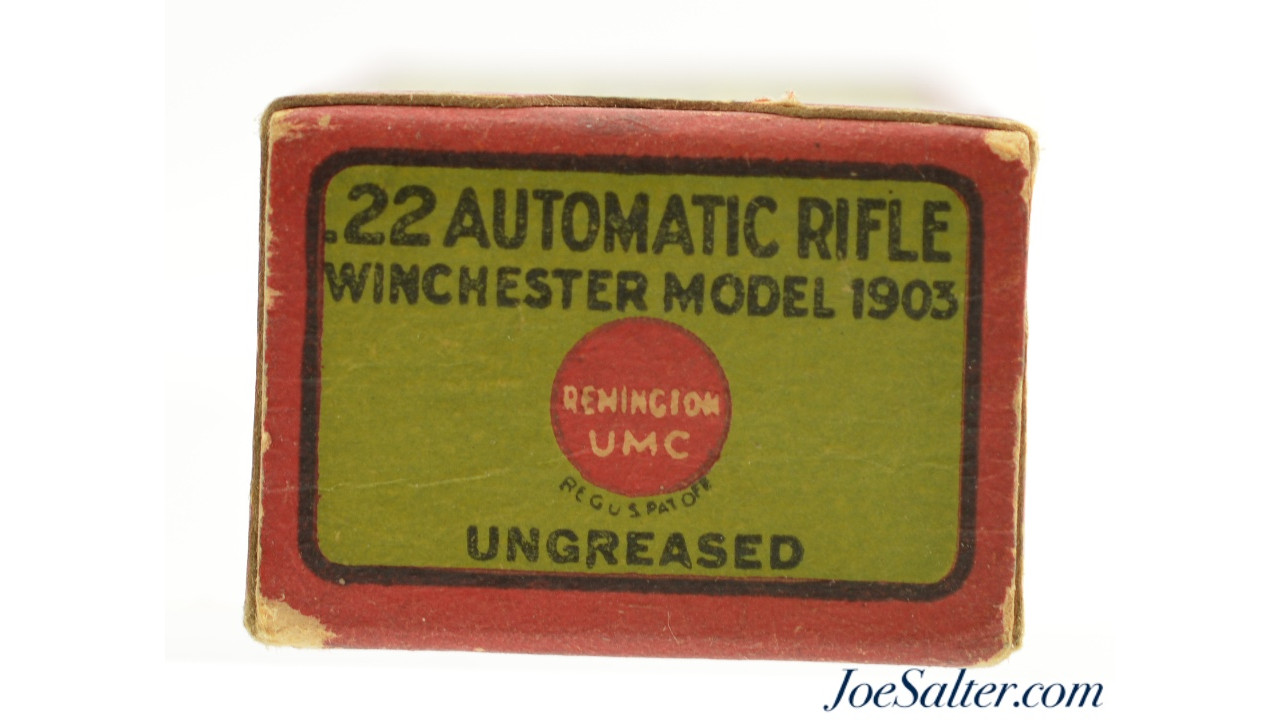 .22 AUTOMATIC RIFLE
WINCHESTER MODEL 1903
REMINGTON
UMC
REG U S. PAT OFF
UNGREASED
JoeSalter.com